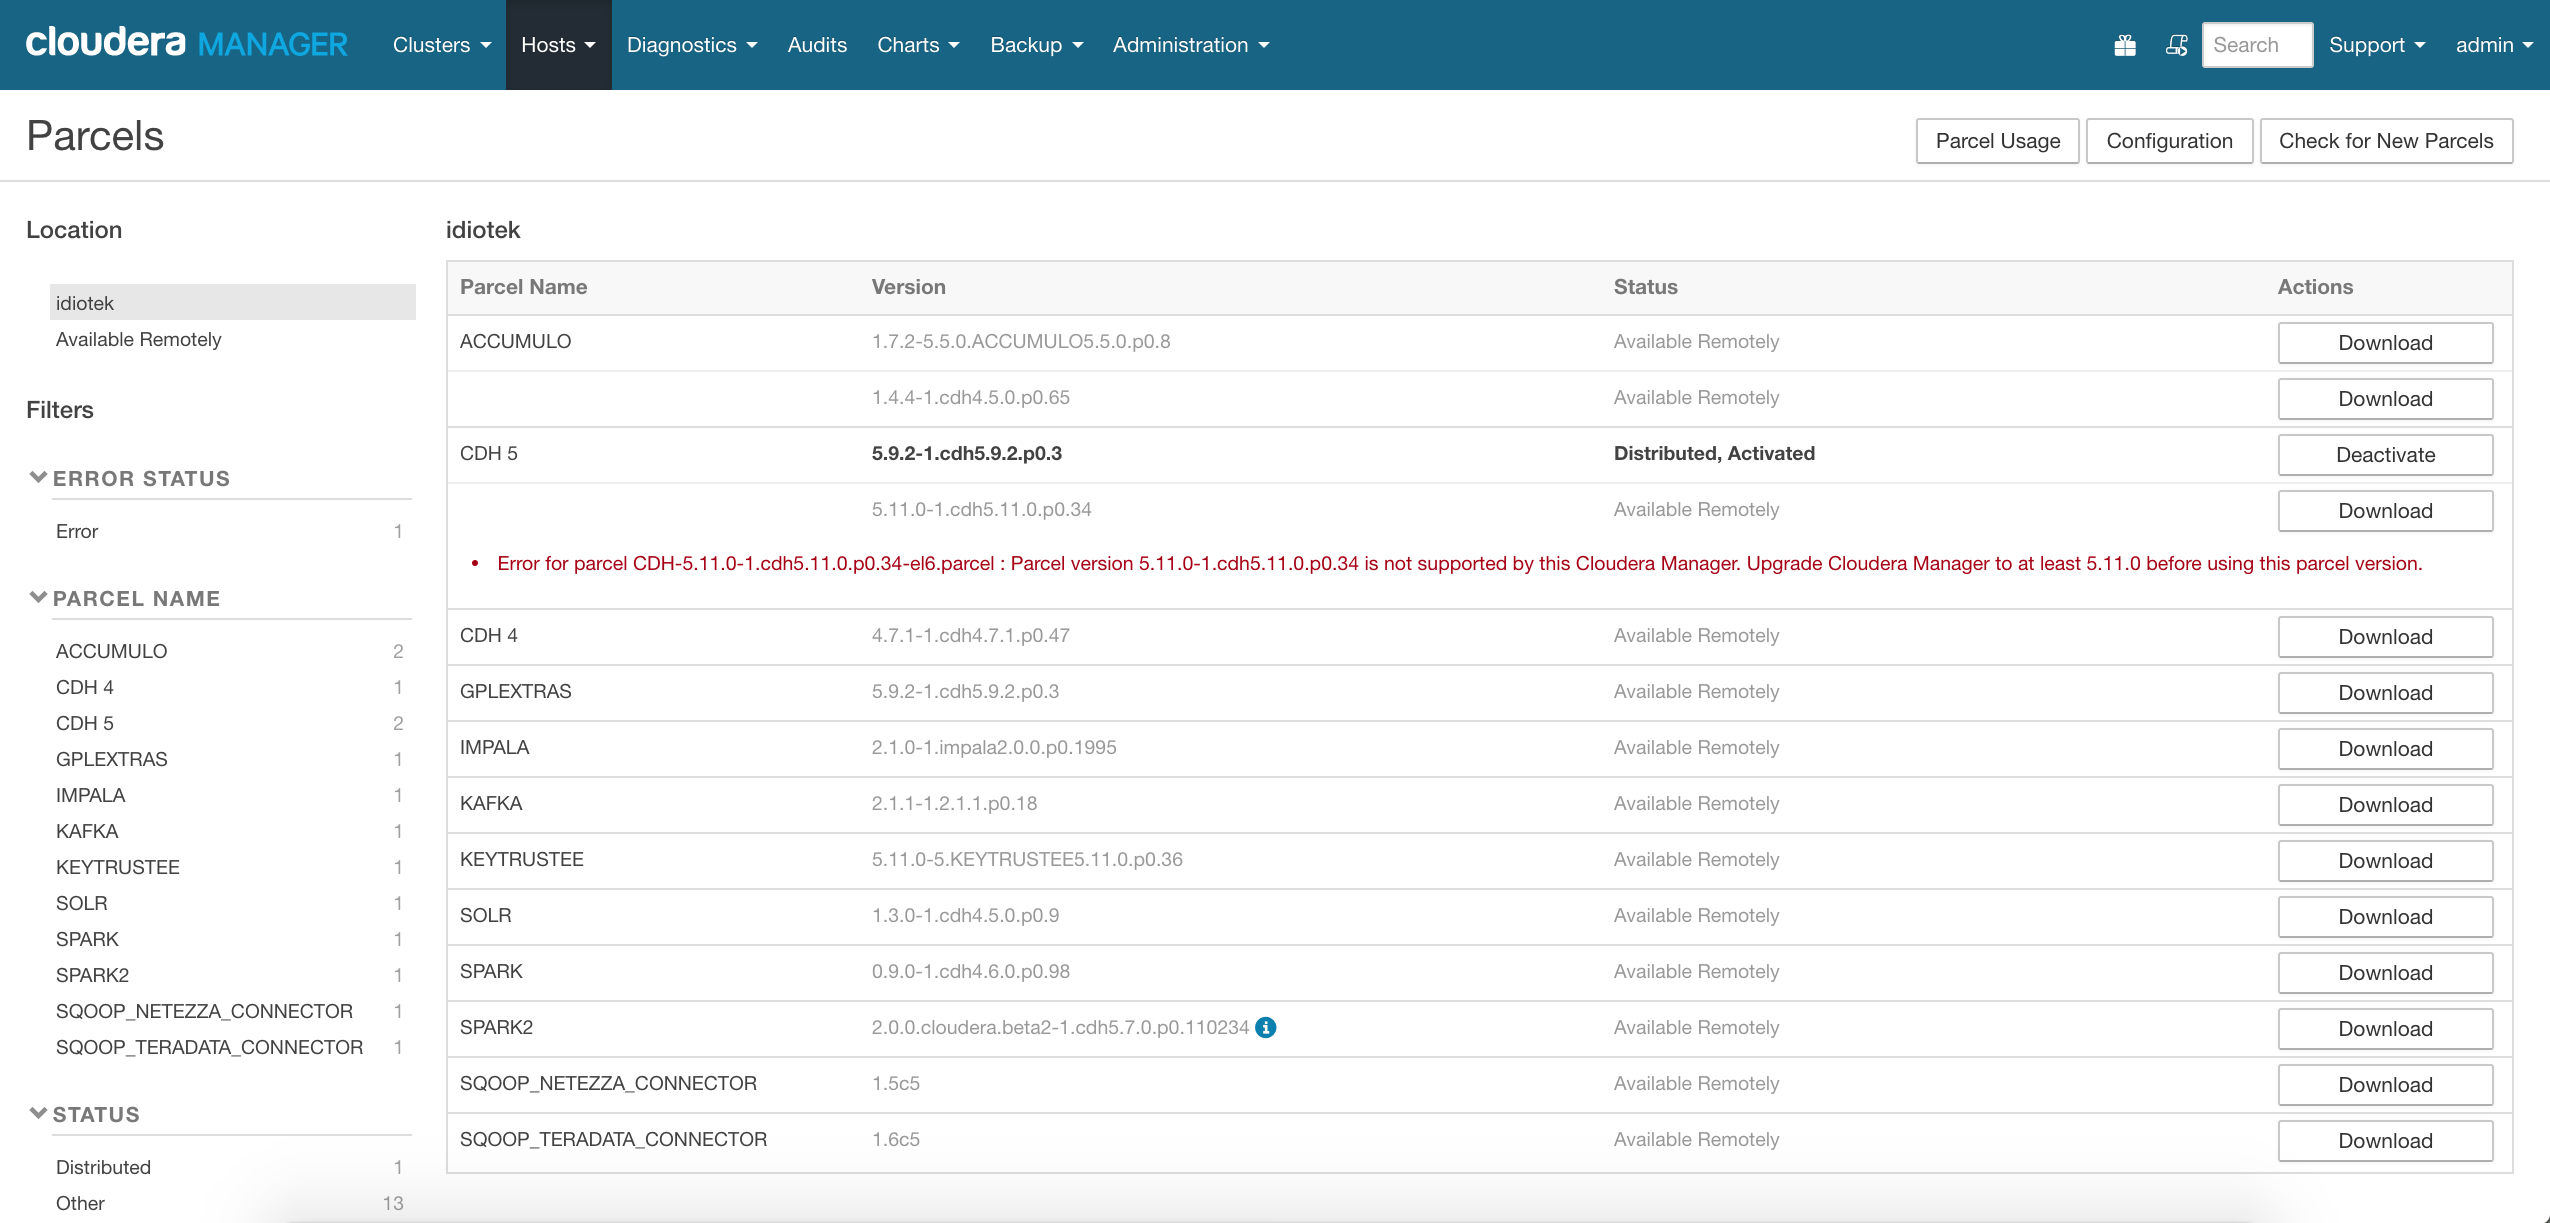 cloudera MANAGER Clusters Hosts Diagnostics Audits Charts Backup Administration Search Support admin
Parcels Parcel Usage Configuration Check for New Parcels
Location
idiotek
Available Remotely
Filters
ERROR STATUS
Error 1
PARCEL NAME
ACCUMULO 2
CDH 4 1
CDH 5 2
GPLEXTRAS 1
IMPALA 1
KAFKA 1
KEYTRUSTEE 1
SOLR 1
SPARK 1
SPARK2 1
SQOOP_NETEZZA_CONNECTOR 1
SQOOP_TERADATA_CONNECTOR 1
STATUS
Distributed 1
Other 13
idiotek
Parcel Name Version Status Actions
ACCUMULO 1.7.2-5.5.0.ACCUMULO5.5.0.p0.8 Available Remotely Download
1.4.4-1.cdh4.5.0.p0.65 Available Remotely Download
CDH 5 5.9.2-1.cdh5.9.2.p0.3 Distributed, Activated Deactivate
5.11.0-1.cdh5.11.0.p0.34 Available Remotely Download
• Error for parcel CDH-5.11.0-1.cdh5.11.0.p0.34-el6.parcel : Parcel version 5.11.0-1.cdh5.11.0.p0.34 is not supported by this Cloudera Manager. Upgrade Cloudera Manager to at least 5.11.0 before using this parcel version.
CDH 4 4.7.1-1.cdh4.7.1.p0.47 Available Remotely Download
GPLEXTRAS 5.9.2-1.cdh5.9.2.p0.3 Available Remotely Download
IMPALA 2.1.0-1.impala2.0.0.p0.1995 Available Remotely Download
KAFKA 2.1.1-1.2.1.1.p0.18 Available Remotely Download
KEYTRUSTEE 5.11.0-5.KEYTRUSTEE5.11.0.p0.36 Available Remotely Download
SOLR 1.3.0-1.cdh4.5.0.p0.9 Available Remotely Download
SPARK 0.9.0-1.cdh4.6.0.p0.98 Available Remotely Download
SPARK2 2.0.0.cloudera.beta2-1.cdh5.7.0.p0.110234 Available Remotely Download
SQOOP_NETEZZA_CONNECTOR 1.5c5 Available Remotely Download
SQOOP_TERADATA_CONNECTOR 1.6c5 Available Remotely Download